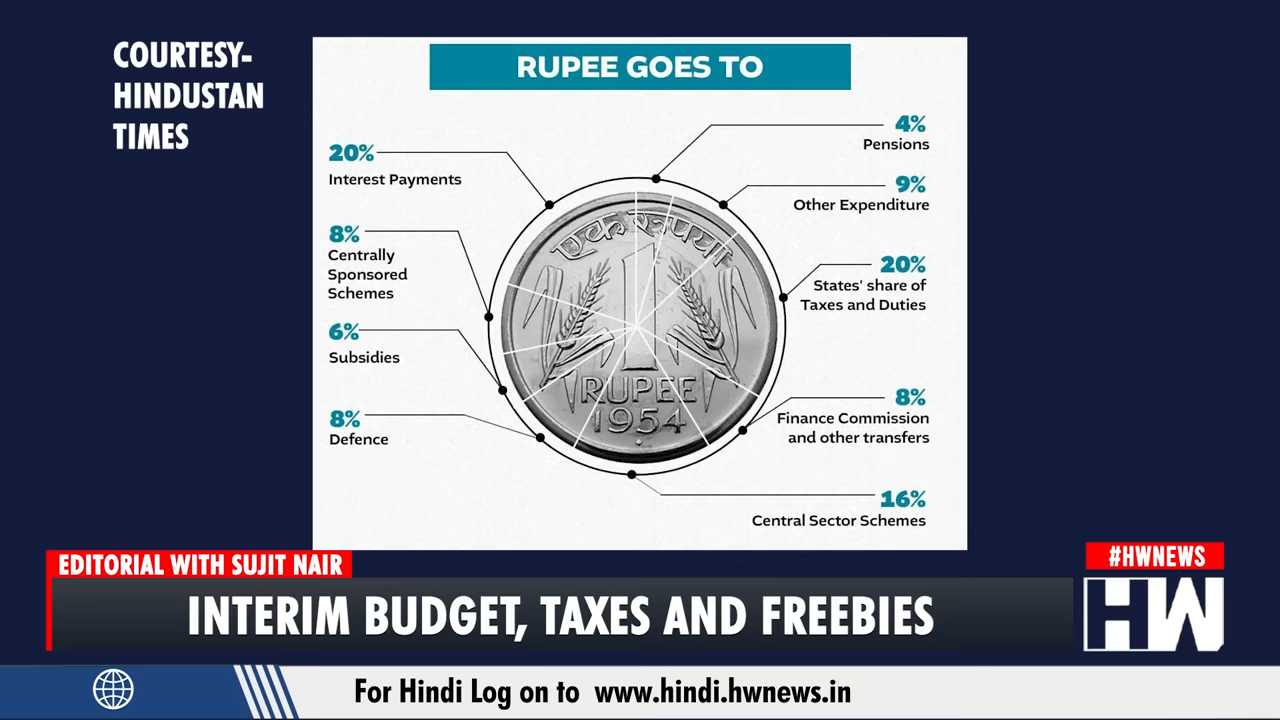 COURTESY-
HINDUSTAN
TIMES
RUPEE GOES TO
20%
Interest Payments
8%
Centrally
Sponsored
Schemes
6%
Subsidies
8%
Defence
4%
Pensions
9%
Other Expenditure
20%
States' share of
Taxes and Duties
8%
Finance Commission
and other transfers
16%
Central Sector Schemes
एक रुपया
1
RUPEE
1954
EDITORIAL WITH SUJIT NAIR
INTERIM BUDGET, TAXES AND FREEBIES
#HWNEWS
HW
For Hindi Log on to www.hindi.hwnews.in